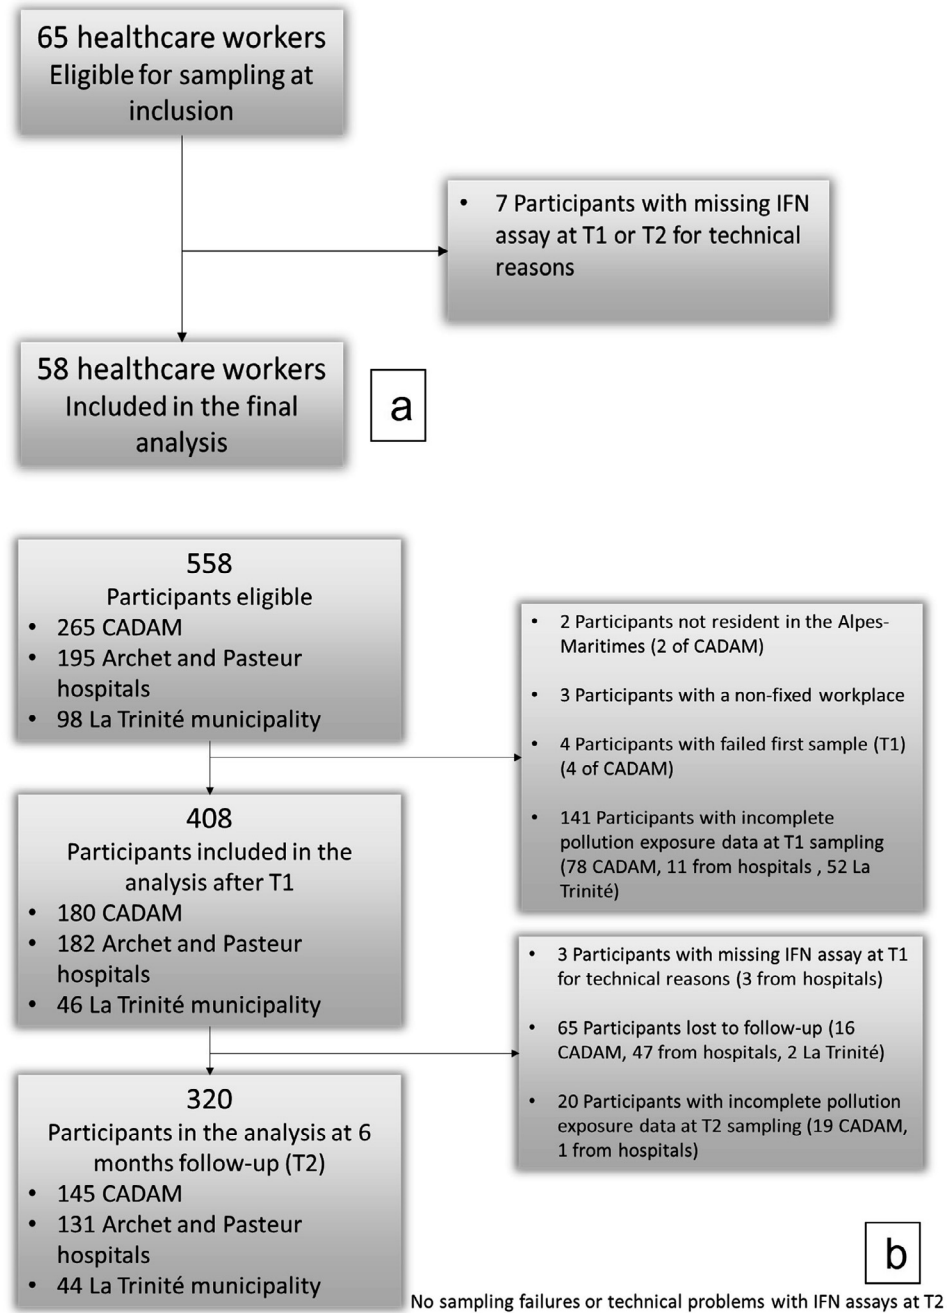 65 healthcare workers
Eligible for sampling at
inclusion
• 7 Participants with missing IFN
assay at T1 or T2 for technical
reasons
58 healthcare workers
Included in the final
analysis
a
558
Participants eligible
• 265 CADAM
• 195 Archet and Pasteur
hospitals
• 98 La Trinité municipality
• 2 Participants not resident in the Alpes-
Maritimes (2 of CADAM)
• 3 Participants with a non-fixed workplace
• 4 Participants with failed first sample (T1)
(4 of CADAM)
• 141 Participants with incomplete
pollution exposure data at T1 sampling
(78 CADAM, 11 from hospitals , 52 La
Trinité)
408
Participants included in the
analysis after T1
• 180 CADAM
• 182 Archet and Pasteur
hospitals
• 46 La Trinité municipality
• 3 Participants with missing IFN assay at T1
for technical reasons (3 from hospitals)
• 65 Participants lost to follow-up (16
CADAM, 47 from hospitals, 2 La Trinité)
• 20 Participants with incomplete pollution
exposure data at T2 sampling (19 CADAM,
1 from hospitals)
320
Participants in the analysis at 6
months follow-up (T2)
• 145 CADAM
• 131 Archet and Pasteur
hospitals
• 44 La Trinité municipality
b
No sampling failures or technical problems with IFN assays at T2